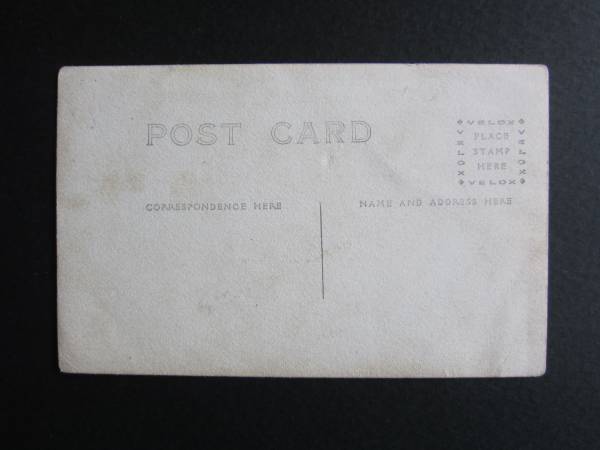 POST CARD
VELOX
PLACE
STAMP
HERE
VELOX
VELOX
VELOX
CORRESPONDENCE HERE
NAME AND ADDRESS HERE